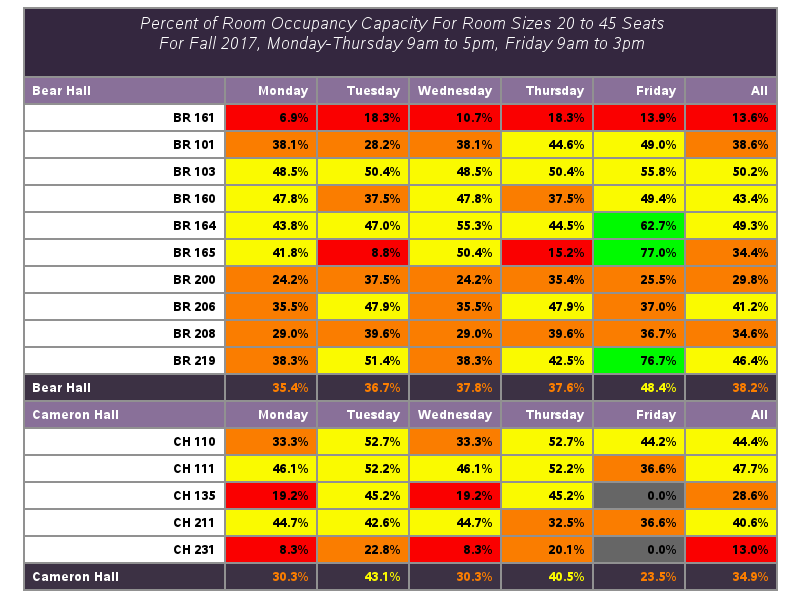 Percent of Room Occupancy Capacity For Room Sizes 20 to 45 Seats
For Fall 2017, Monday-Thursday 9am to 5pm, Friday 9am to 3pm
Bear Hall Monday Tuesday Wednesday Thursday Friday All
BR 161 6.9% 18.3% 10.7% 18.3% 13.9% 13.6%
BR 101 38.1% 28.2% 38.1% 44.6% 49.0% 38.6%
BR 103 48.5% 50.4% 48.5% 50.4% 55.8% 50.2%
BR 160 47.8% 37.5% 47.8% 37.5% 49.4% 43.4%
BR 164 43.8% 47.0% 55.3% 44.5% 62.7% 49.3%
BR 165 41.8% 8.8% 50.4% 15.2% 77.0% 34.4%
BR 200 24.2% 37.5% 24.2% 35.4% 25.5% 29.8%
BR 206 35.5% 47.9% 35.5% 47.9% 37.0% 41.2%
BR 208 29.0% 39.6% 29.0% 39.6% 36.7% 34.6%
BR 219 38.3% 51.4% 38.3% 42.5% 76.7% 46.4%
Bear Hall 35.4% 36.7% 37.8% 37.6% 48.4% 38.2%
Cameron Hall Monday Tuesday Wednesday Thursday Friday All
CH 110 33.3% 52.7% 33.3% 52.7% 44.2% 44.4%
CH 111 46.1% 52.2% 46.1% 52.2% 36.6% 47.7%
CH 135 19.2% 45.2% 19.2% 45.2% 0.0% 28.6%
CH 211 44.7% 42.6% 44.7% 32.5% 36.6% 40.6%
CH 231 8.3% 22.8% 8.3% 20.1% 0.0% 13.0%
Cameron Hall 30.3% 43.1% 30.3% 40.5% 23.5% 34.9%